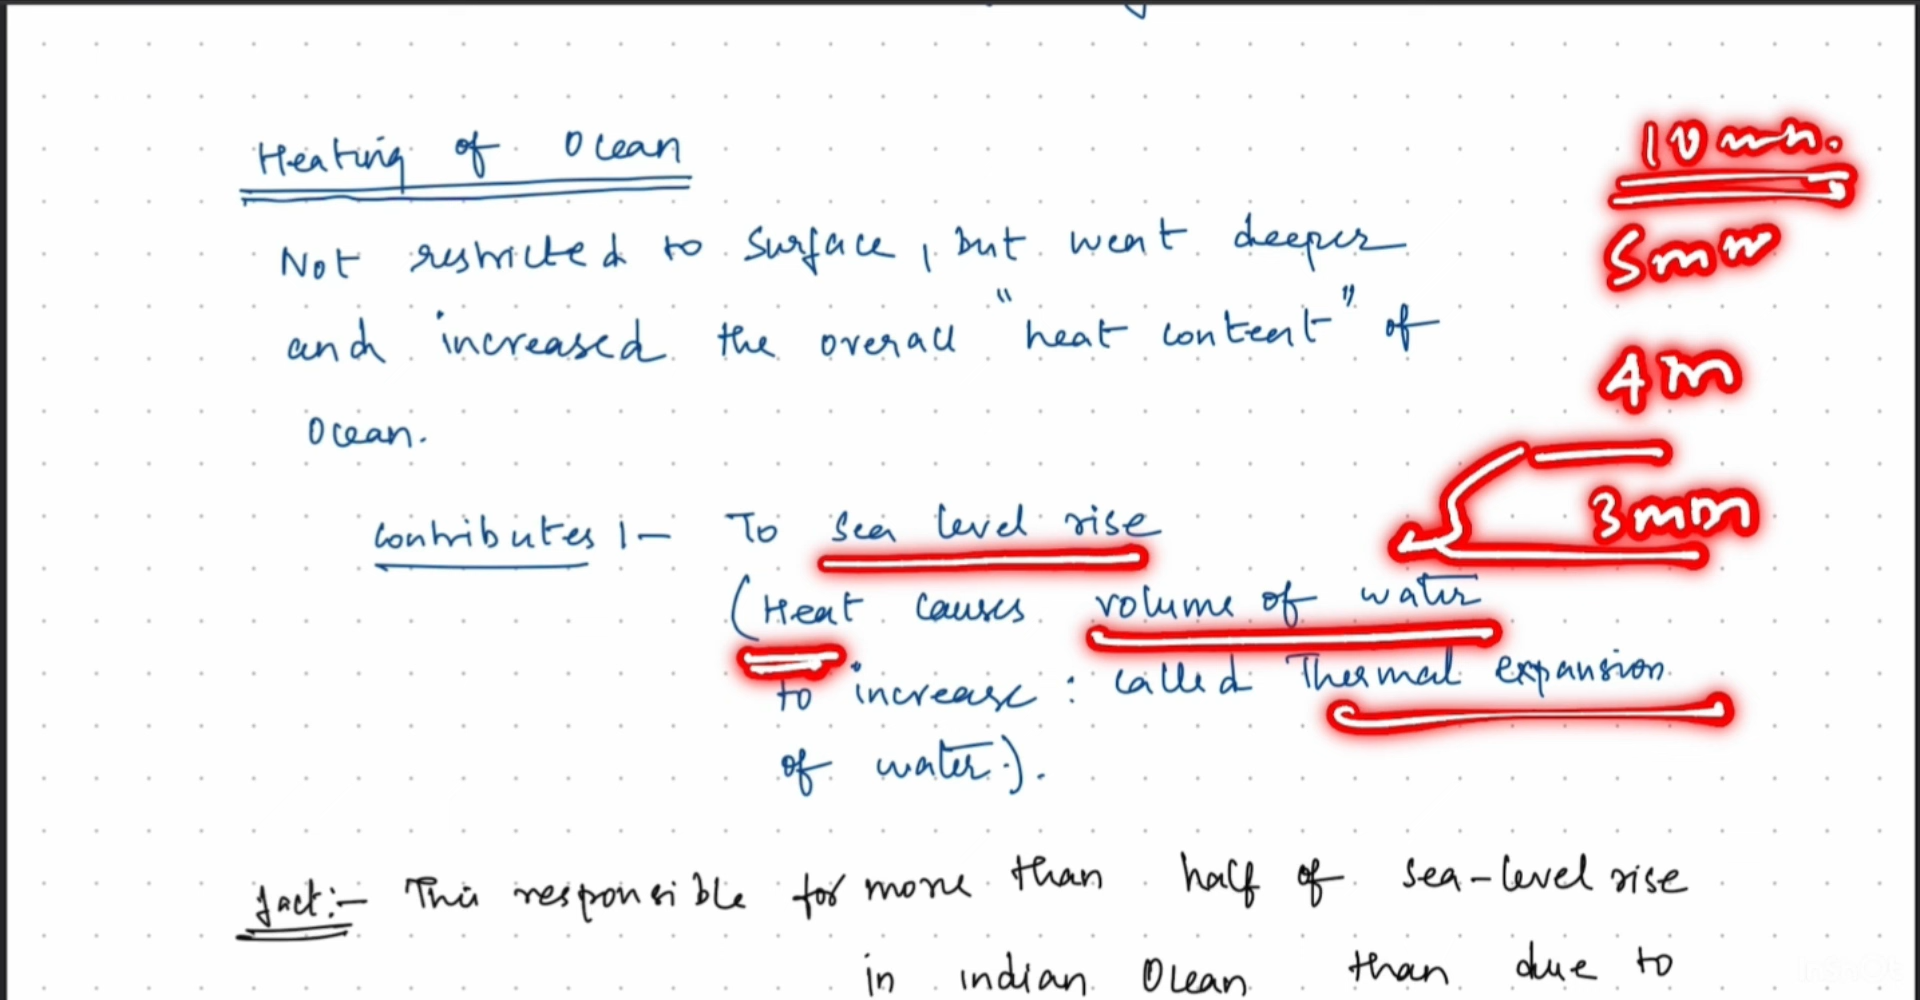 Heating of Ocean
10 mm.
Not restricted to surface, but went deeper
5mm
and increased the overall "heat content" of
4m
Ocean.
contributes :- To sea level rise
3mm
(Heat causes volume of water
to increase : called Thermal expansion
of water.).
fact:- This responsible for more than half of sea-level rise
in indian Ocean than due to